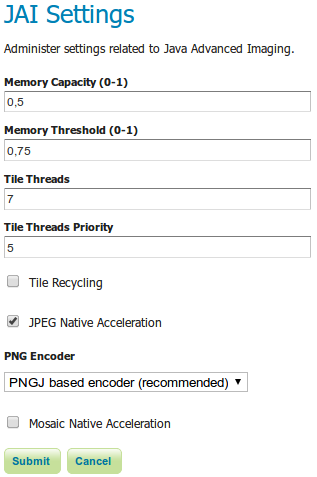 JAI Settings
Administer settings related to Java Advanced Imaging.
Memory Capacity (0-1)
0,5
Memory Threshold (0-1)
0,75
Tile Threads
7
Tile Threads Priority
5
Tile Recycling
JPEG Native Acceleration
PNG Encoder
PNGJ based encoder (recommended)
Mosaic Native Acceleration
Submit Cancel